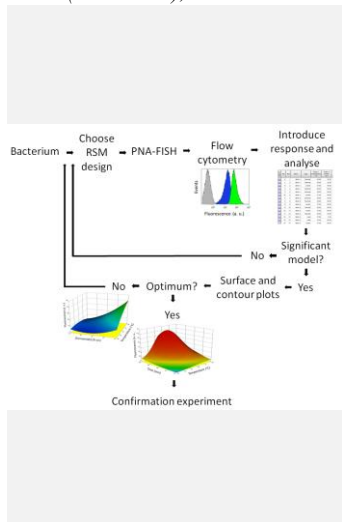 Bacterium
Choose
RSM
design
PNA-FISH
Flow
cytometry
Introduce
response and
analyse
Events
Fluorescence (a. u.)
Significant
model?
No
Yes
Surface and
contour plots
Optimum?
No
Yes
Confirmation experiment